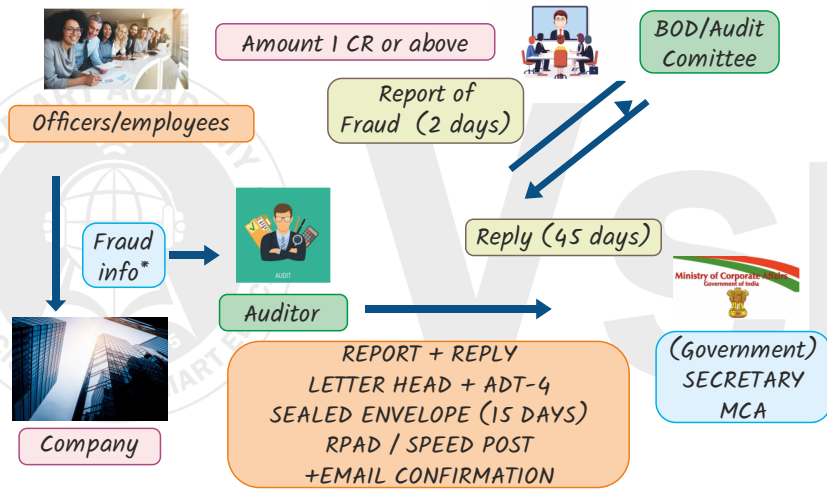 Amount 1 CR or above
BOD/Audit
Comittee
Report of
Fraud (2 days)
Officers/employees
Fraud
info*
AUDIT
Reply (45 days)
Ministry of Corporate Affairs
Government of India
Auditor
(Government)
SECRETARY
MCA
REPORT + REPLY
LETTER HEAD + ADT-4
SEALED ENVELOPE (15 DAYS)
RPAD / SPEED POST
+EMAIL CONFIRMATION
Company